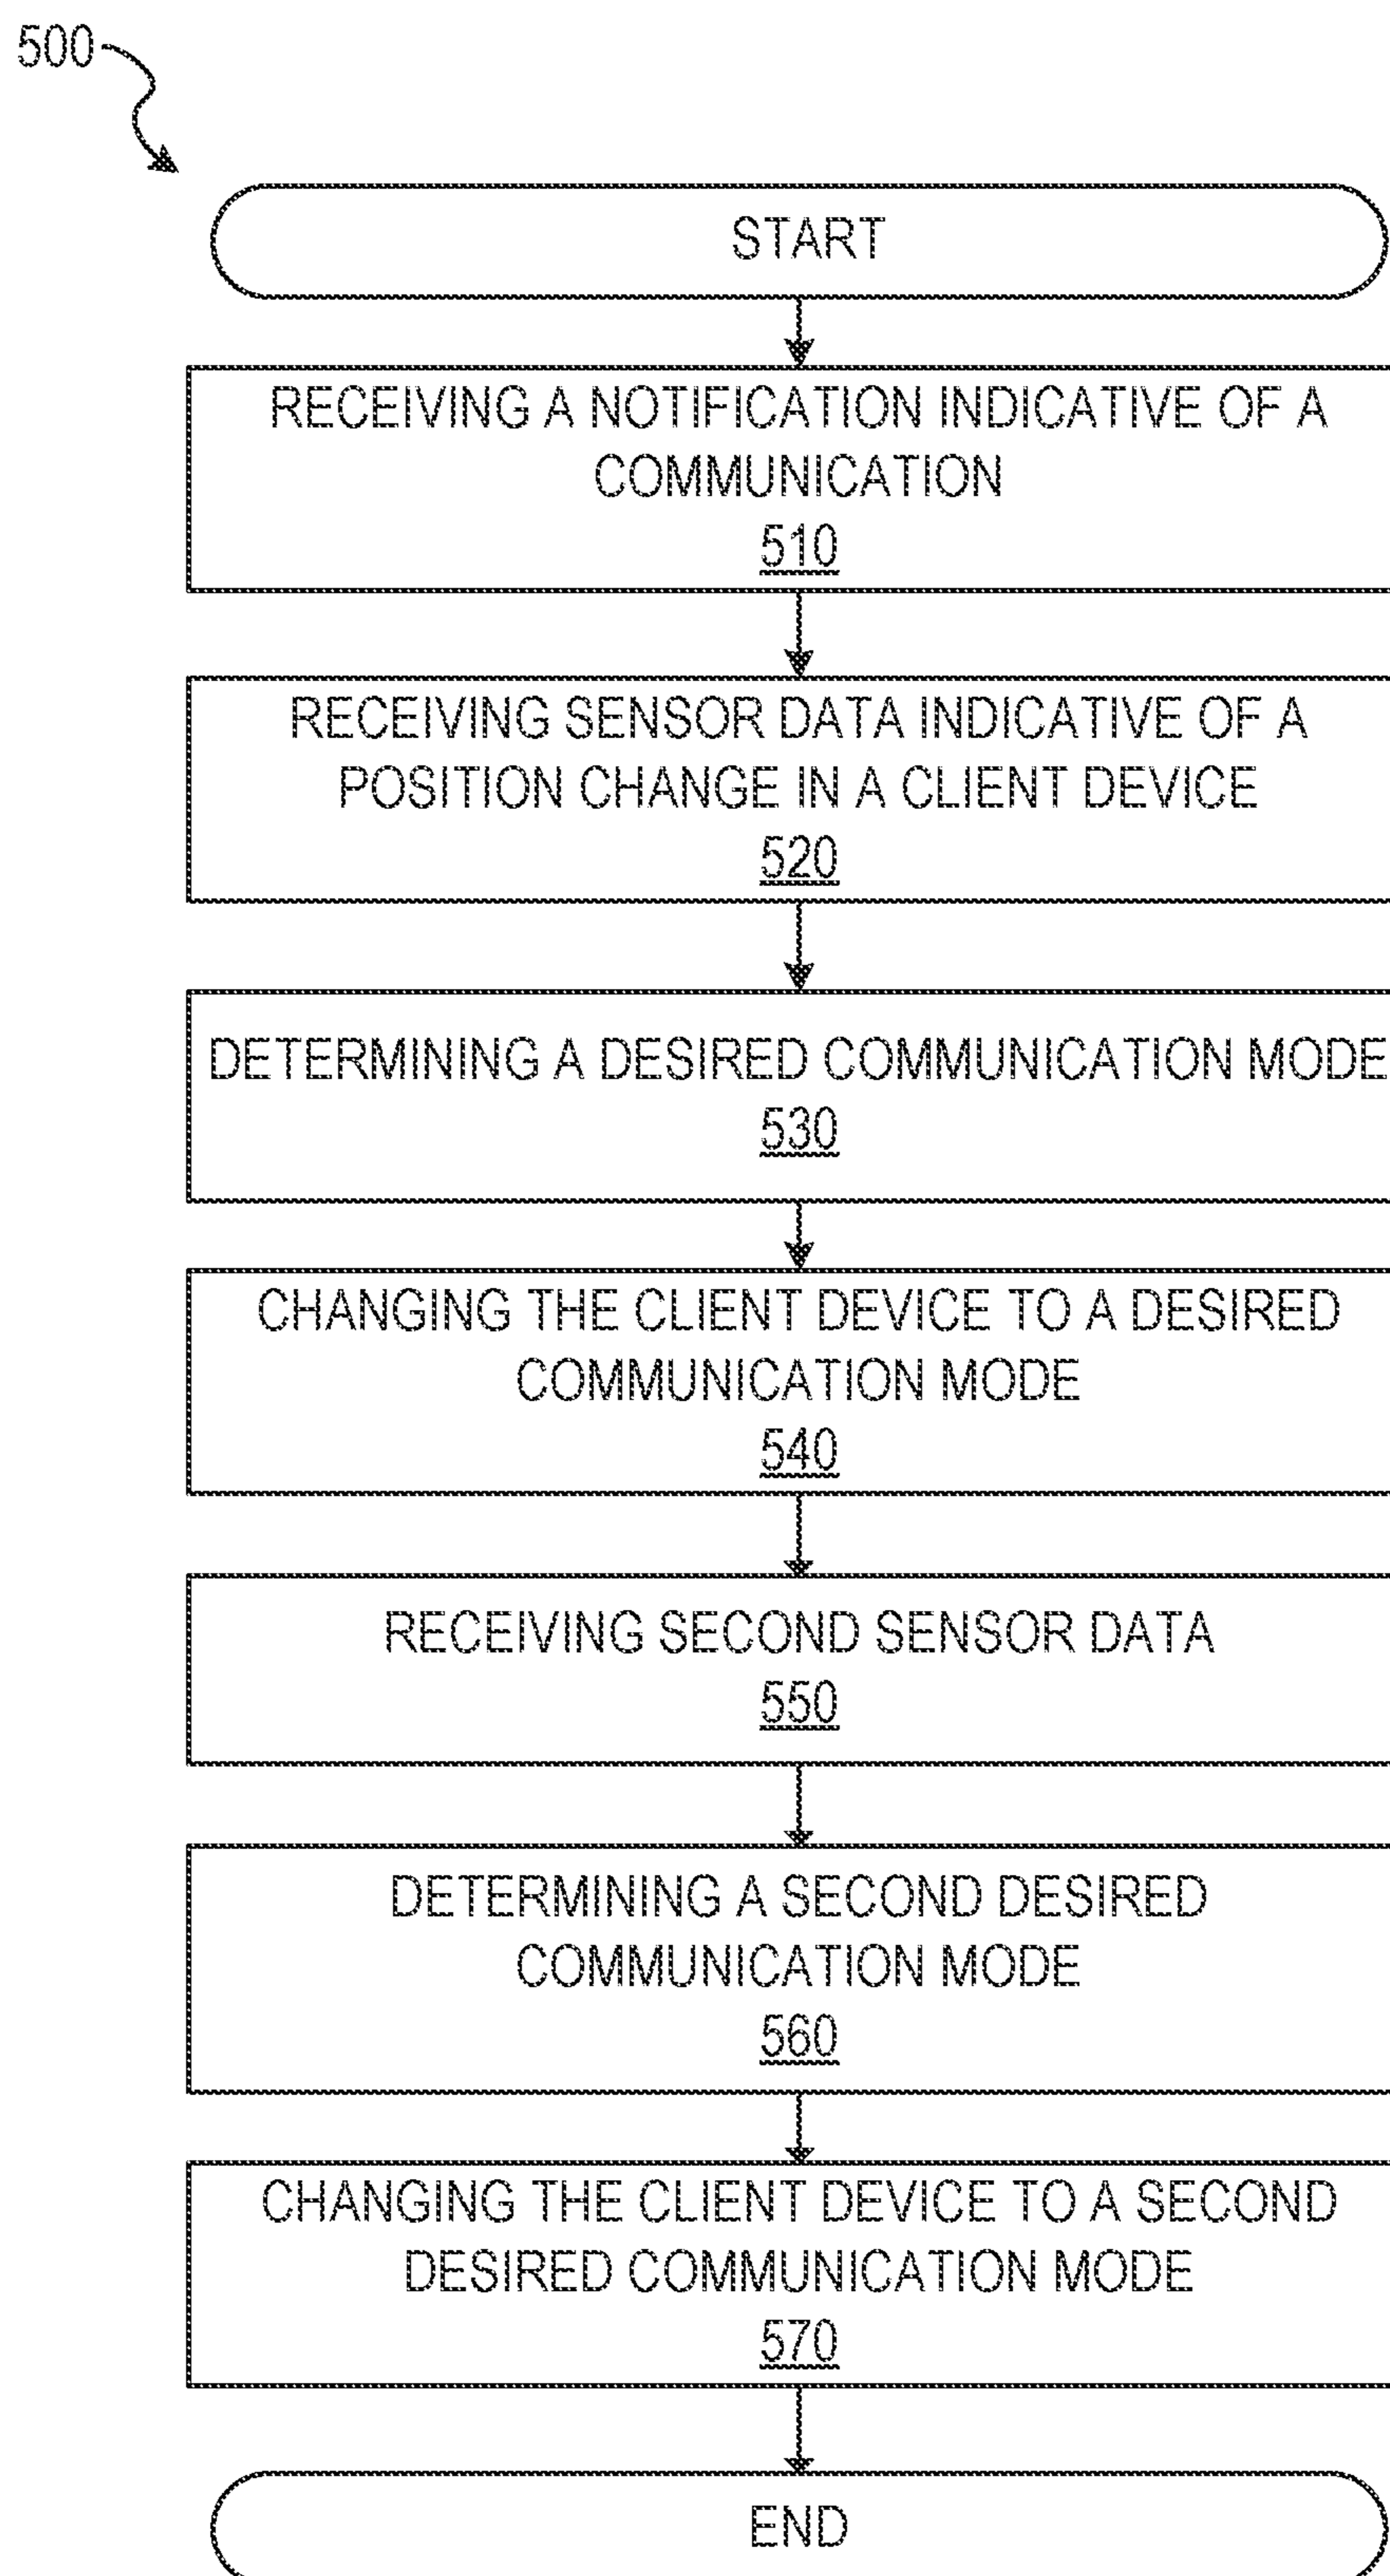 500
START
RECEIVING A NOTIFICATION INDICATIVE OF A
COMMUNICATION
510
RECEIVING SENSOR DATA INDICATIVE OF A
POSITION CHANGE IN A CLIENT DEVICE
520
DETERMINING A DESIRED COMMUNICATION MODE
530
CHANGING THE CLIENT DEVICE TO A DESIRED
COMMUNICATION MODE
540
RECEIVING SECOND SENSOR DATA
550
DETERMINING A SECOND DESIRED
COMMUNICATION MODE
560
CHANGING THE CLIENT DEVICE TO A SECOND
DESIRED COMMUNICATION MODE
570
END